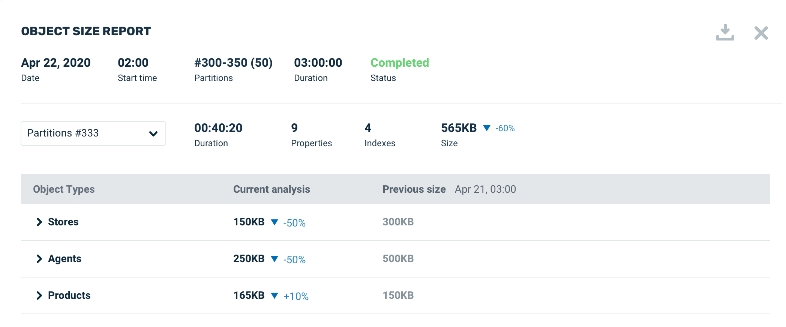 OBJECT SIZE REPORT
Apr 22, 2020 02:00 #300-350 (50) 03:00:00 Completed
Date Start time Partitions Duration Status
Partitions #333 00:40:20 9 4 565KB ▼ -60%
Duration Properties Indexes Size
Object Types Current analysis Previous size Apr 21, 03:00
Stores 150KB ▼ -50% 300KB
Agents 250KB ▼ -50% 500KB
Products 165KB ▼ +10% 150KB